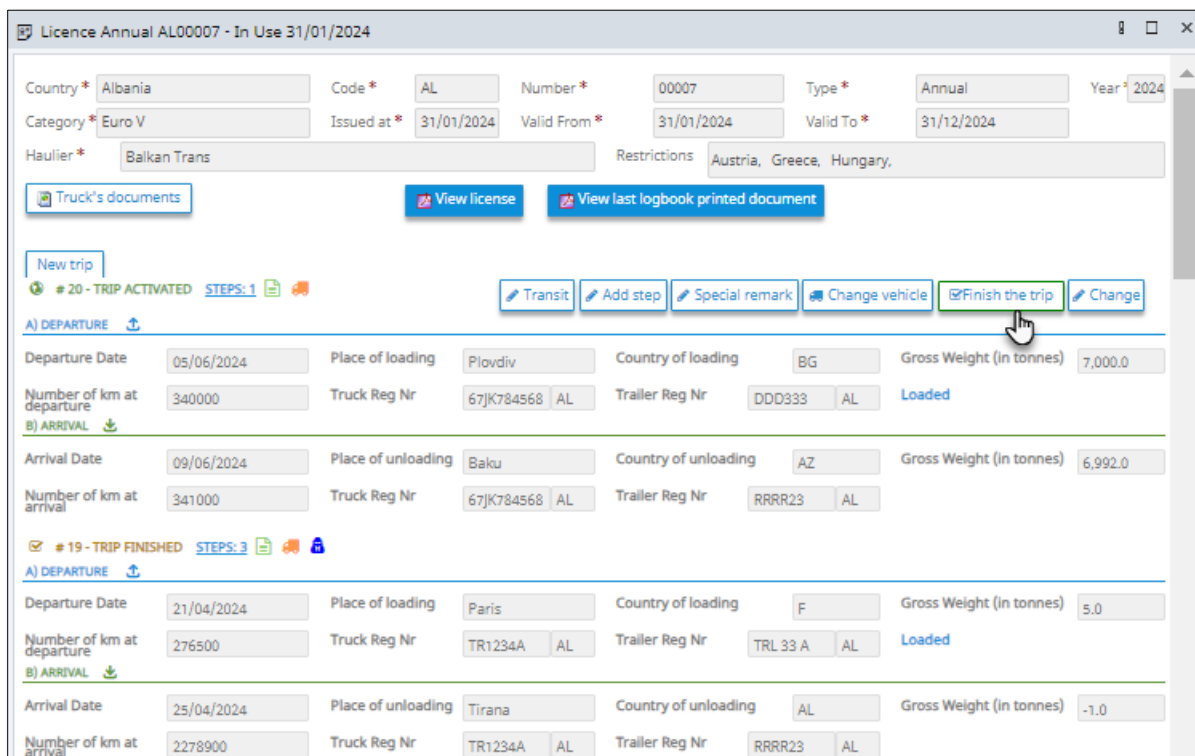 Licence Annual AL00007 - In Use 31/01/2024
Country * Albania Code * AL Number * 00007 Type * Annual Year * 2024
Category * Euro V Issued at * 31/01/2024 Valid From * 31/01/2024 Valid To * 31/12/2024
Haulier * Balkan Trans Restrictions Austria, Greece, Hungary,
Truck's documents View license View last logbook printed document
New trip
# 20 - TRIP ACTIVATED STEPS: 1 Transit Add step Special remark Change vehicle Finish the trip Change
A) DEPARTURE
Departure Date 05/06/2024 Place of loading Plovdiv Country of loading BG Gross Weight (in tonnes) 7,000.0
Number of km at departure 340000 Truck Reg Nr 67JK784568 AL Trailer Reg Nr DDD333 AL Loaded
B) ARRIVAL
Arrival Date 09/06/2024 Place of unloading Baku Country of unloading AZ Gross Weight (in tonnes) 6,992.0
Number of km at arrival 341000 Truck Reg Nr 67JK784568 AL Trailer Reg Nr RRRR23 AL
# 19 - TRIP FINISHED STEPS: 3
A) DEPARTURE
Departure Date 21/04/2024 Place of loading Paris Country of loading F Gross Weight (in tonnes) 5.0
Number of km at departure 276500 Truck Reg Nr TR1234A AL Trailer Reg Nr TRL 33 A AL Loaded
B) ARRIVAL
Arrival Date 25/04/2024 Place of unloading Tirana Country of unloading AL Gross Weight (in tonnes) -1.0
Number of km at arrival 2278900 Truck Reg Nr TR1234A AL Trailer Reg Nr RRRR23 AL